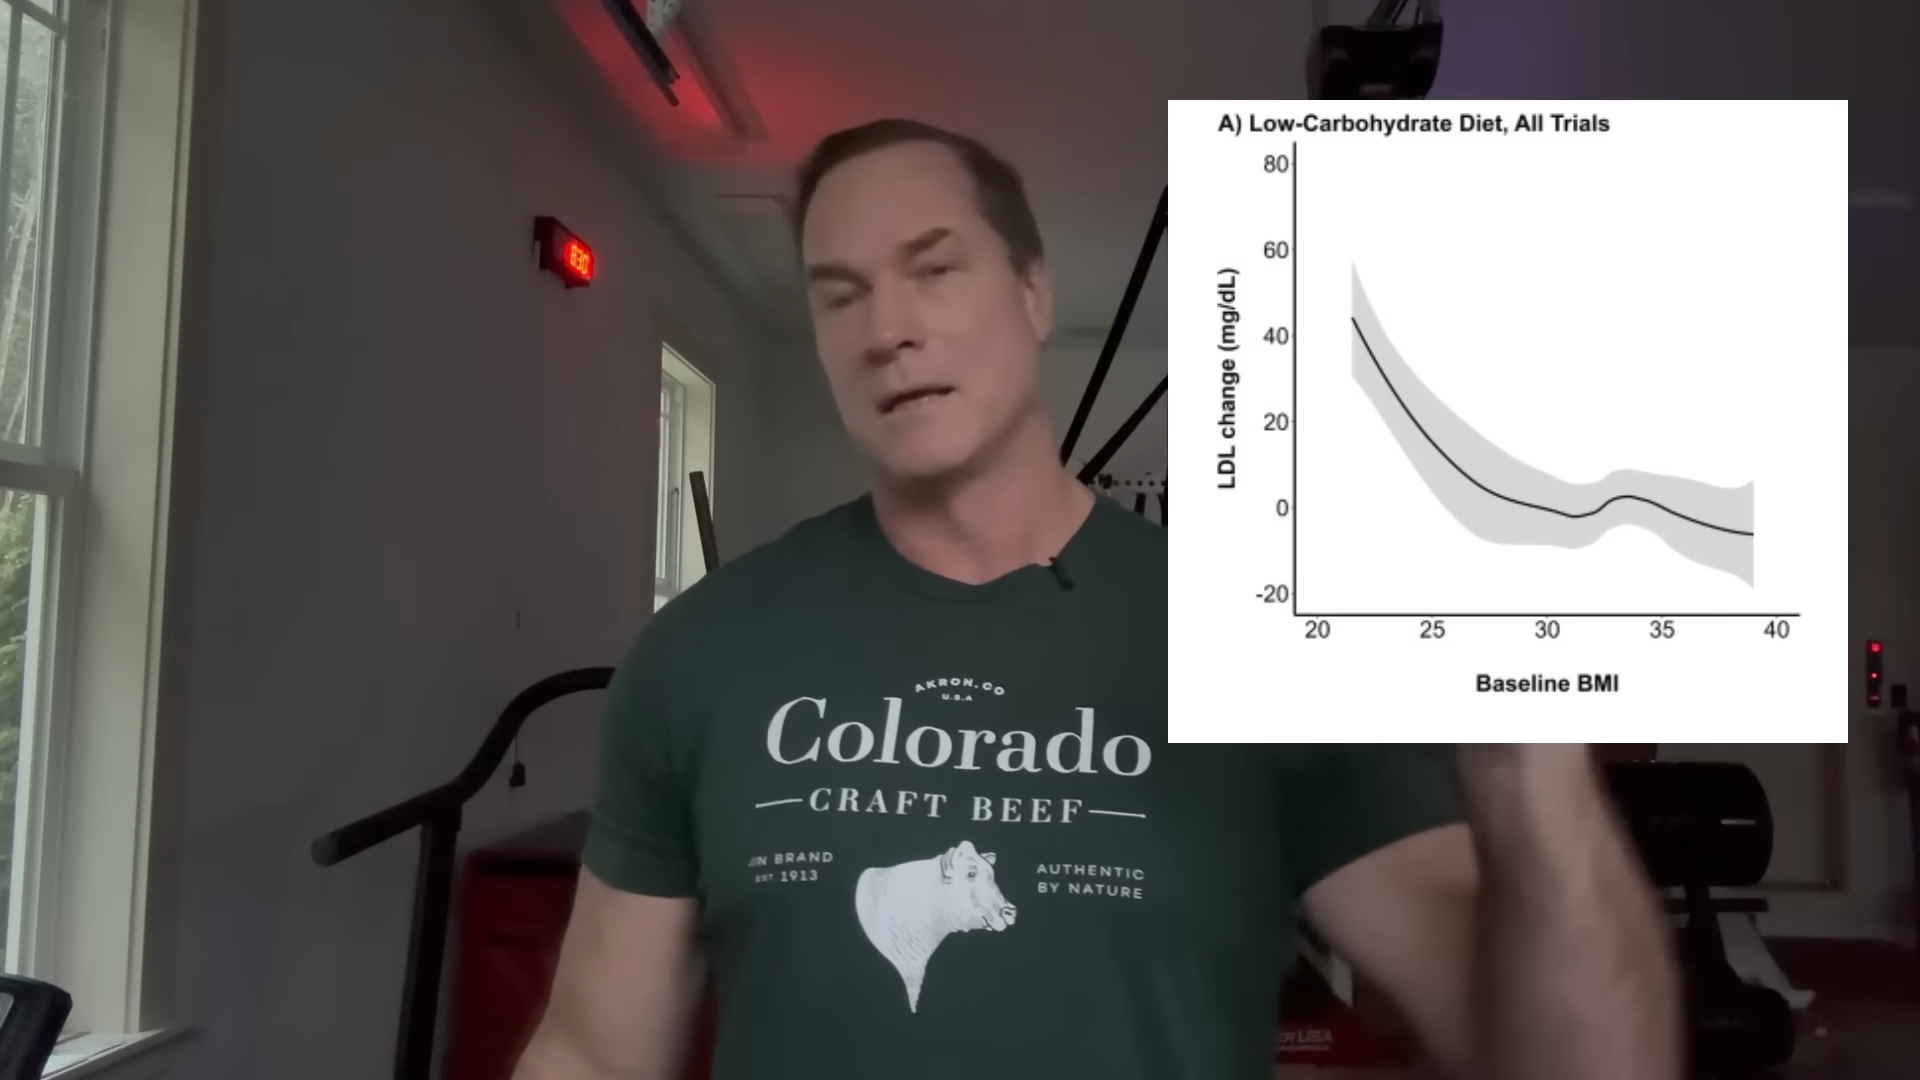 A) Low-Carbohydrate Diet, All Trials
80
60
40
20
0
-20
LDL change (mg/dL)
20 25 30 35 40
Baseline BMI
AKRON.CO
U.S.A
Colorado
CRAFT BEEF
BRAND
EST 1913
AUTHENTIC
BY NATURE